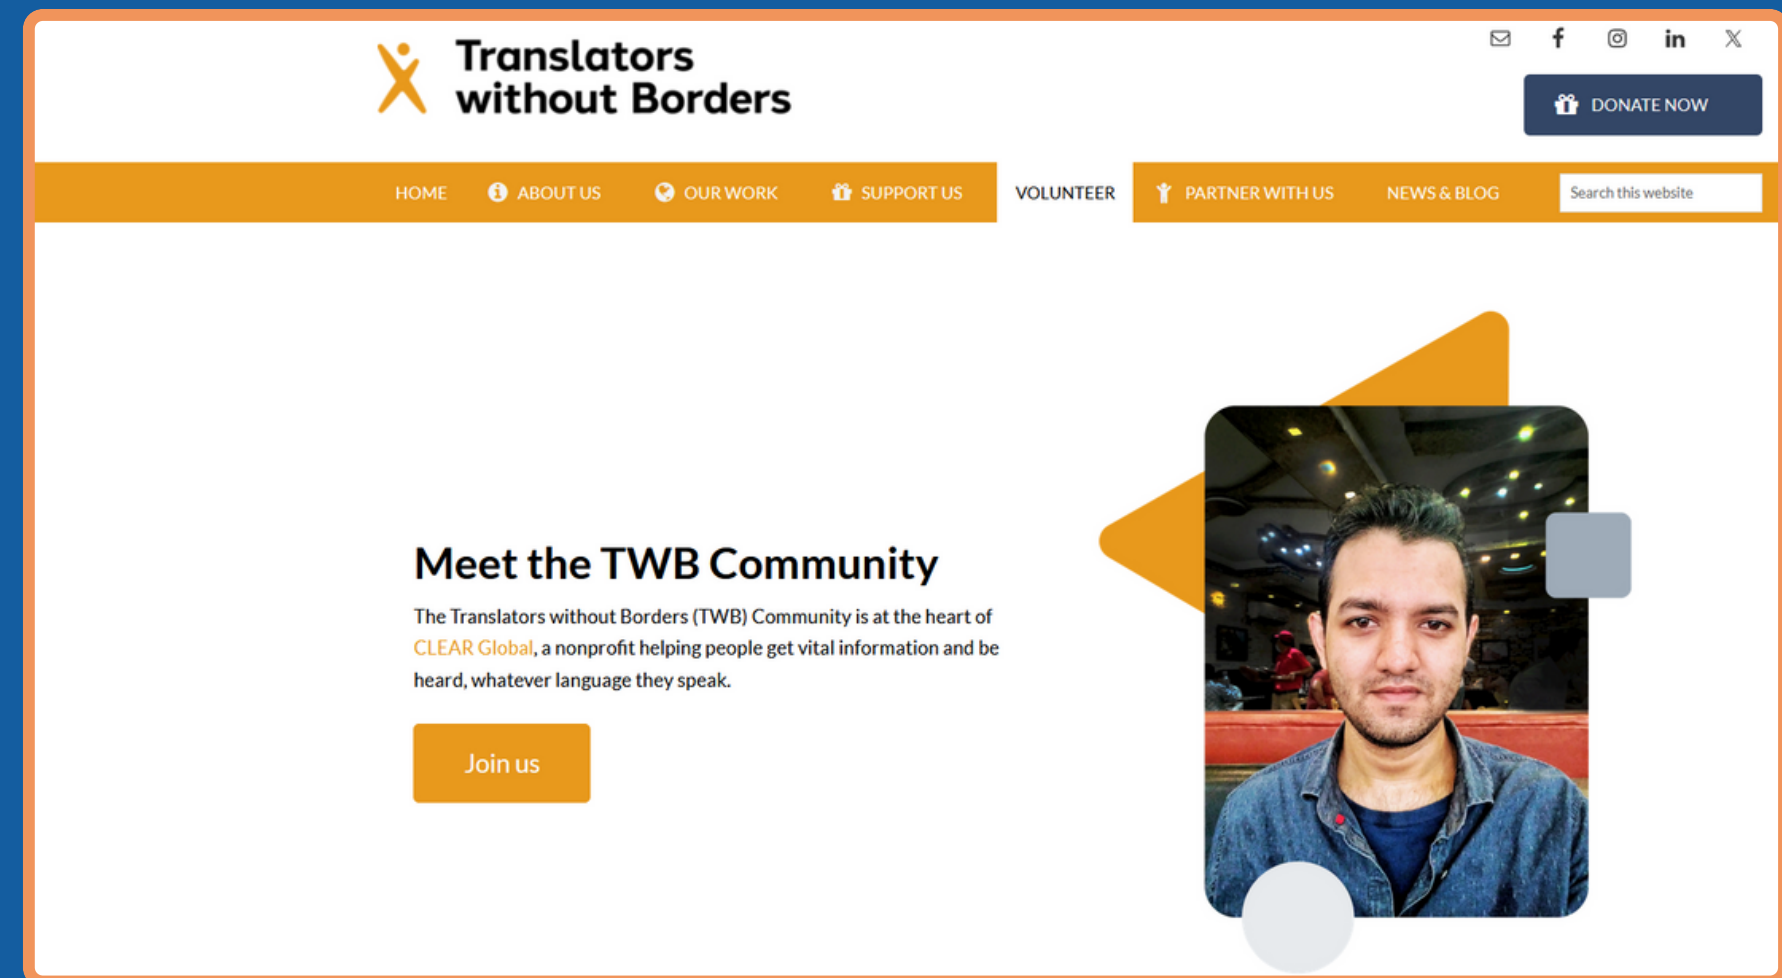 Translators
without Borders
DONATE NOW
HOME ABOUT US OUR WORK SUPPORT US VOLUNTEER PARTNER WITH US NEWS & BLOG Search this website
Meet the TWB Community
The Translators without Borders (TWB) Community is at the heart of
CLEAR Global, a nonprofit helping people get vital information and be
heard, whatever language they speak.
Join us